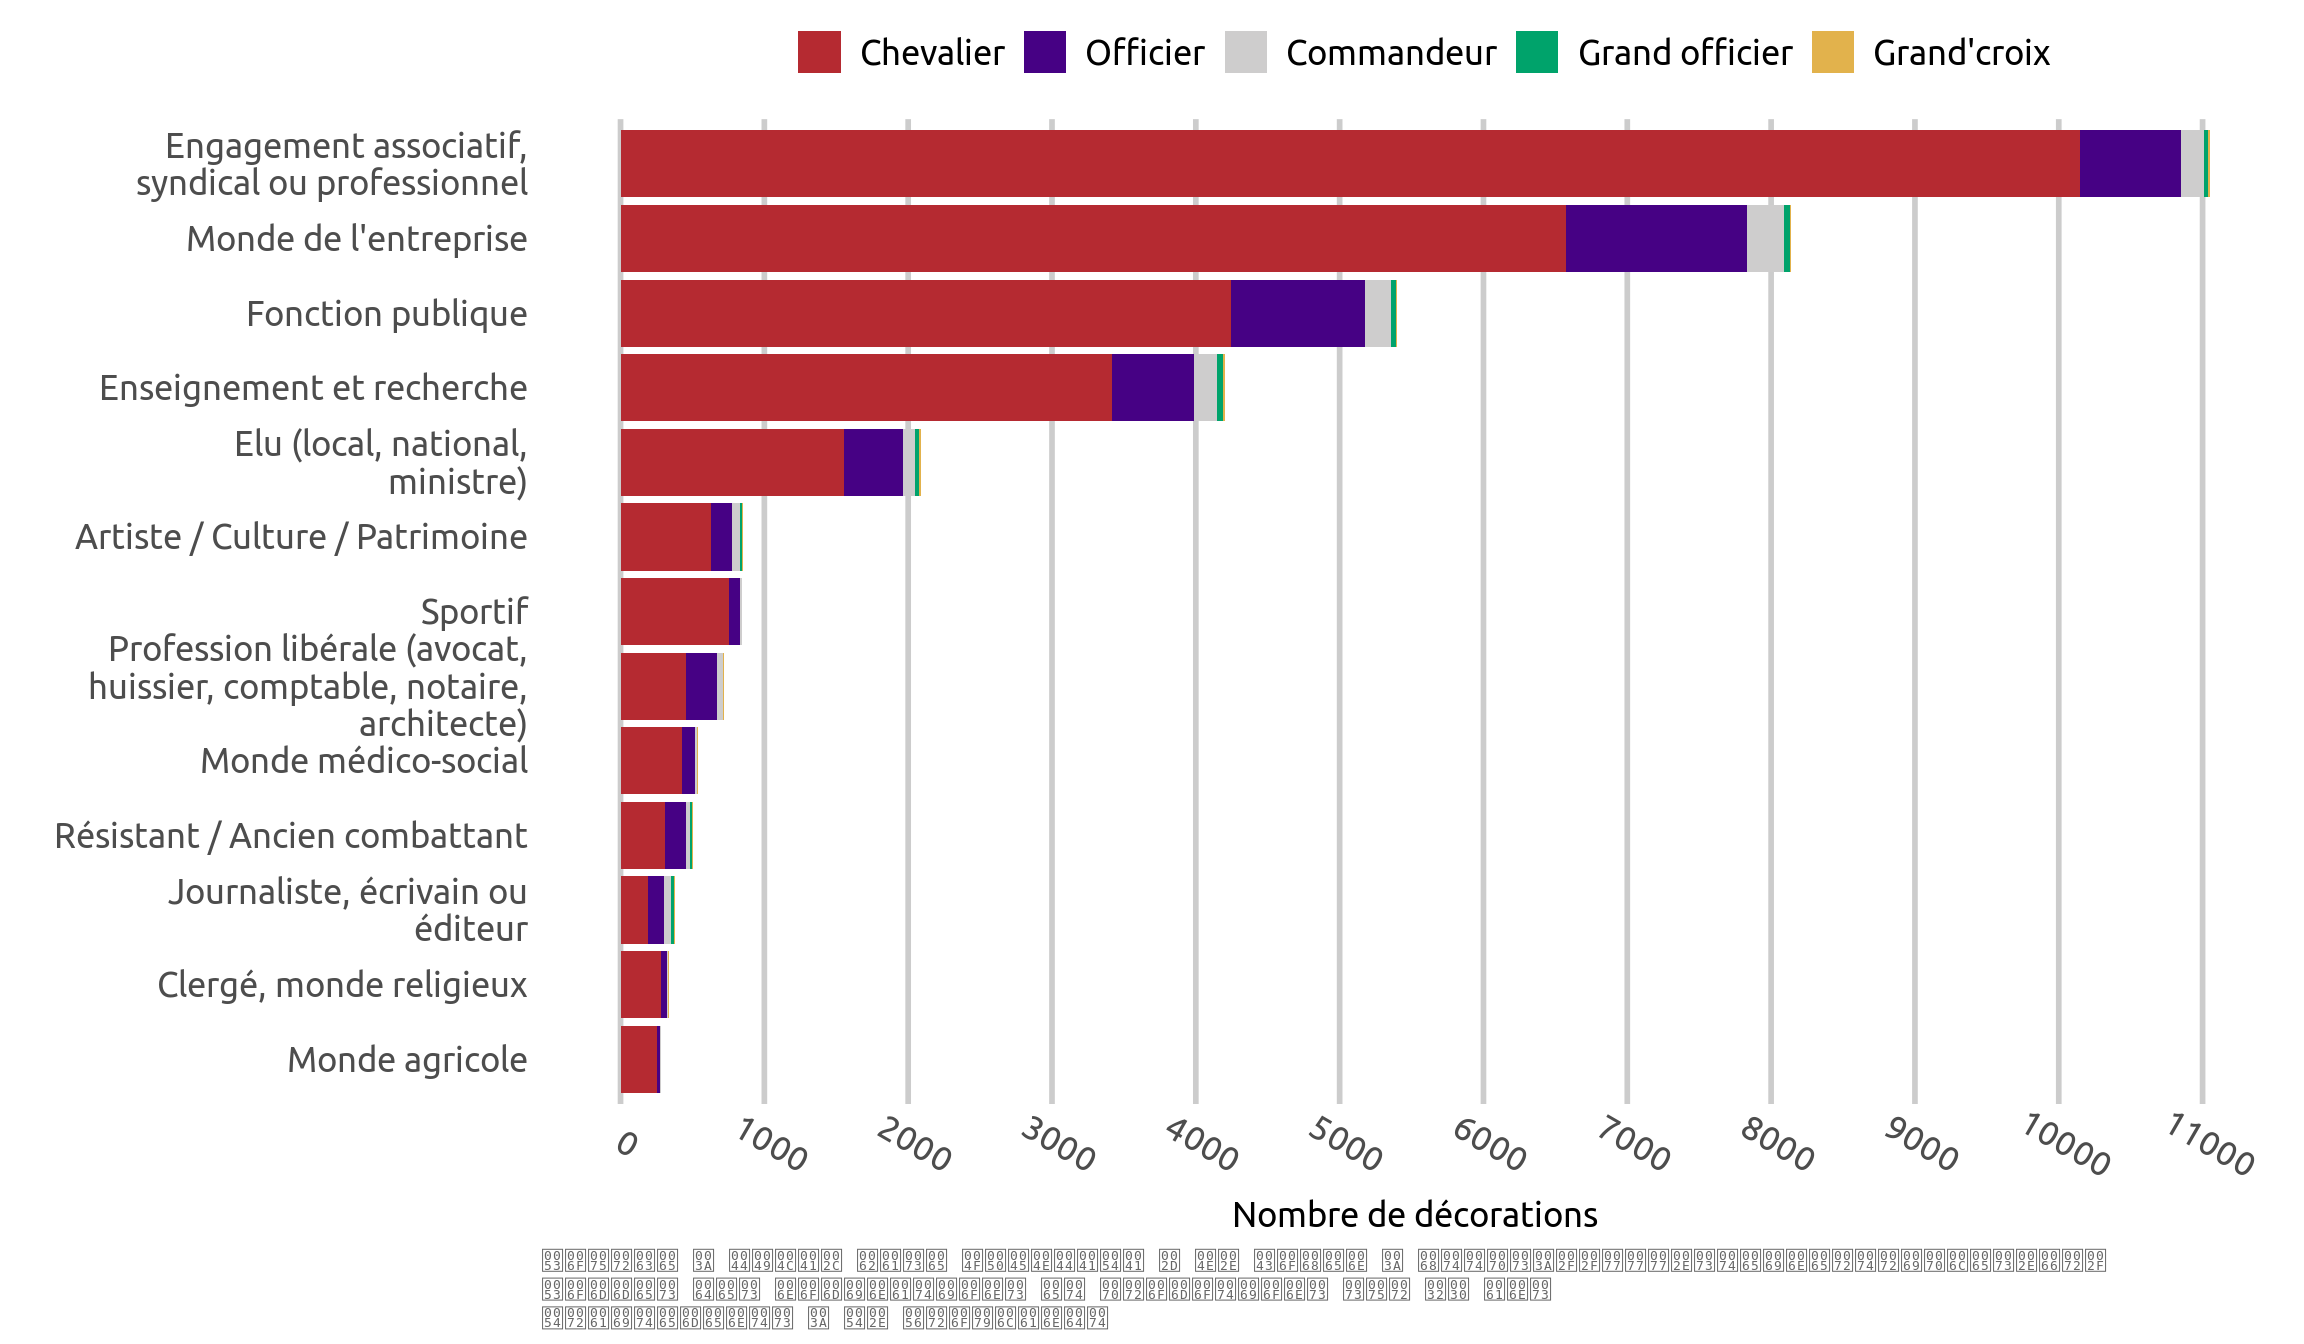 Chevalier Officier Commandeur Grand officier Grand'croix
Engagement associatif,
syndical ou professionnel
Monde de l'entreprise
Fonction publique
Enseignement et recherche
Elu (local, national,
ministre)
Artiste / Culture / Patrimoine
Sportif
Profession libérale (avocat,
huissier, comptable, notaire,
architecte)
Monde médico-social
Résistant / Ancien combattant
Journaliste, écrivain ou
éditeur
Clergé, monde religieux
Monde agricole
0 1000 2000 3000 4000 5000 6000 7000 8000 9000 10000 11000
Nombre de décorations